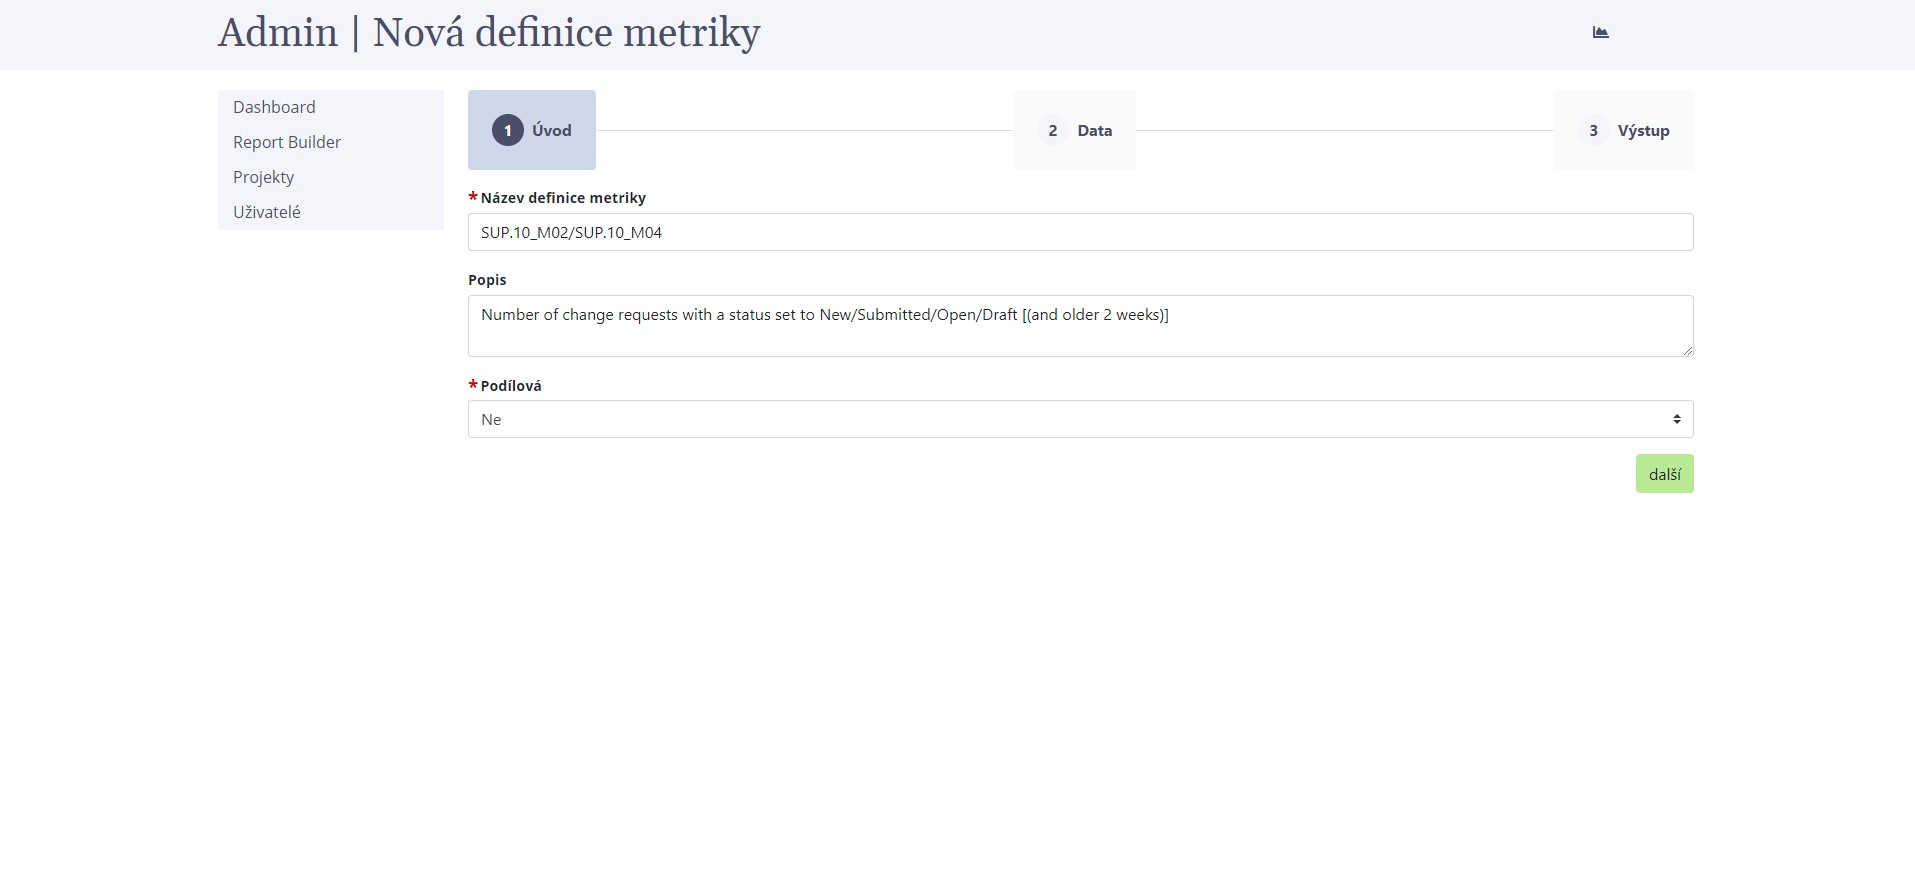 Admin | Nová definice metriky
Dashboard
Report Builder
Projekty
Uživatelé
1 Úvod
2 Data
3 Výstup
* Název definice metriky
SUP.10_M02/SUP.10_M04
Popis
Number of change requests with a status set to New/Submitted/Open/Draft [(and older 2 weeks)]
* Podílová
Ne
další